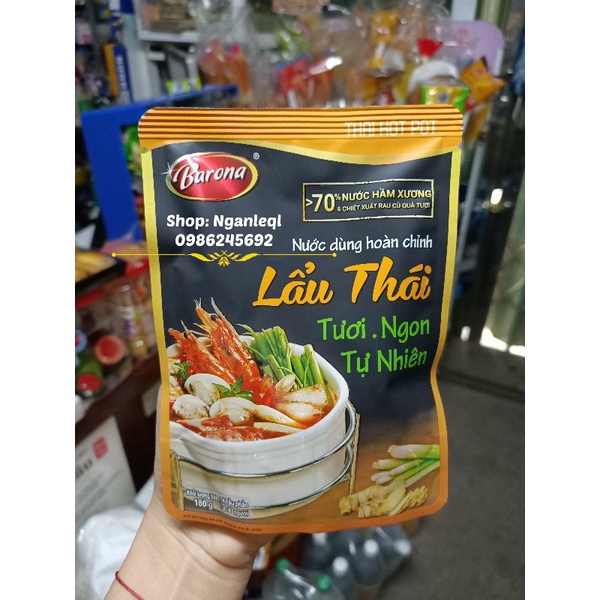 THAI HOT POT
Barona®
>70% NƯỚC HẦM XƯƠNG
& CHIẾT XUẤT RAU CỦ QUẢ TƯƠI
Shop: Nganleql
0986245692
Nước dùng hoàn chỉnh
Lẩu Thái
Tươi . Ngon
Tự Nhiên
180 g